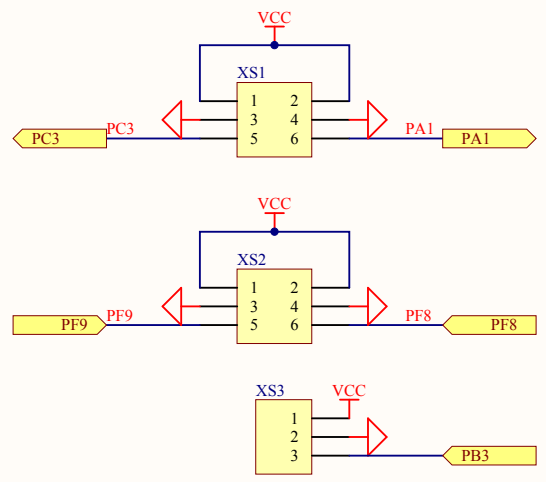 VCC
XS1
1 2
3 4
5 6
PC3 PC3 PA1 PA1
VCC
XS2
1 2
3 4
5 6
PF9 PF9 PF8 PF8
XS3 VCC
1
2
3
PB3